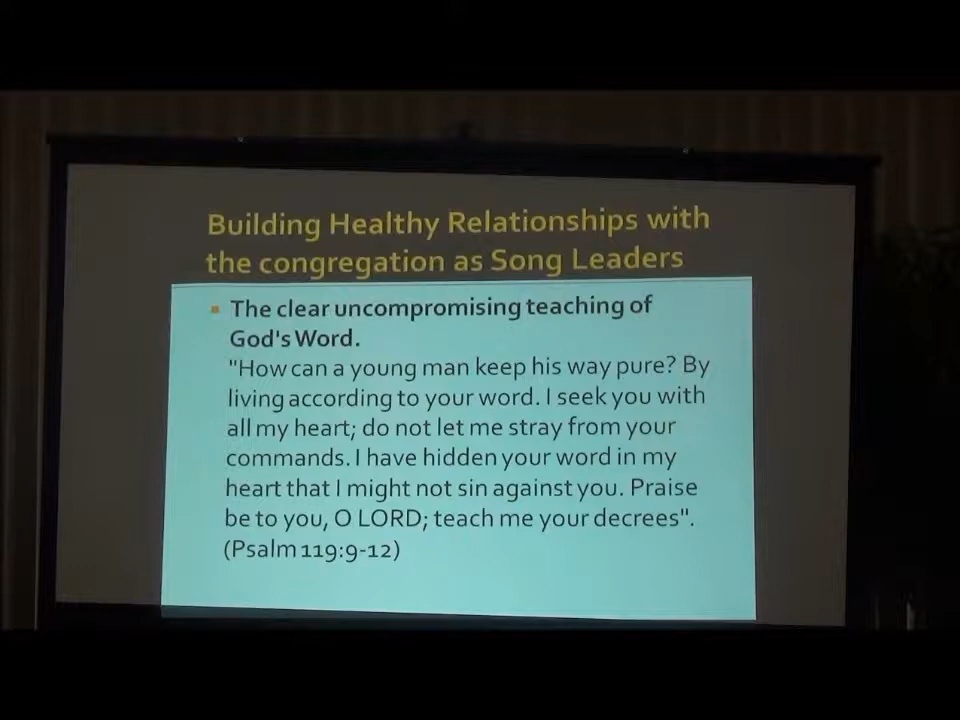 Building Healthy Relationships with
the congregation as Song Leaders
The clear uncompromising teaching of
God's Word.
"How can a young man keep his way pure? By
living according to your word. I seek you with
all my heart; do not let me stray from your
commands. I have hidden your word in my
heart that I might not sin against you. Praise
be to you, O LORD; teach me your decrees".
(Psalm 119:9-12)